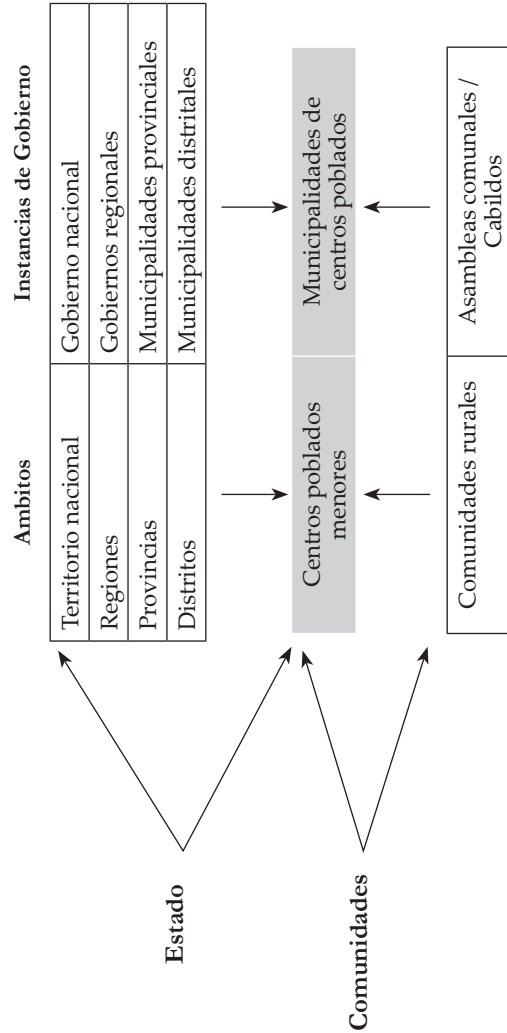 Ambitos
Instancias de Gobierno
Territorio nacional
Gobierno nacional
Regiones
Gobiernos regionales
Provincias
Municipalidades provinciales
Distritos
Municipalidades distritales
Estado
Centros poblados
menores
Municipalidades de
centros poblados
Comunidades
Comunidades rurales
Asambleas comunales /
Cabildos